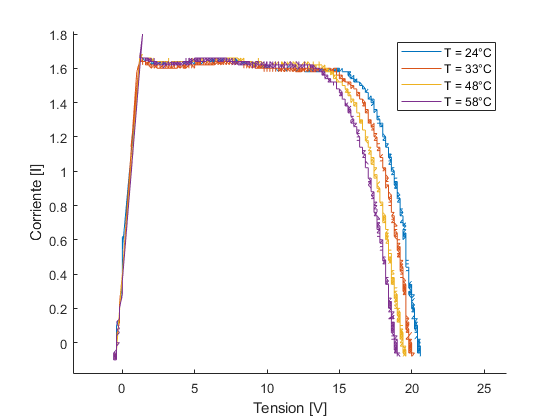 1.8
1.6
1.4
1.2
1
0.8
0.6
0.4
0.2
0
Corriente [I]
0 5 10 15 20 25
Tension [V]
T = 24°C
T = 33°C
T = 48°C
T = 58°C